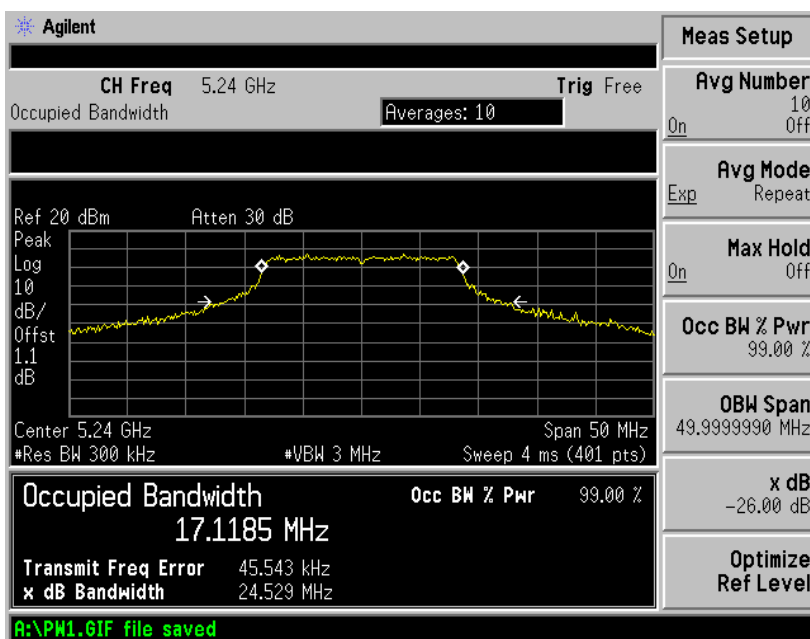 Agilent
CH Freq 5.24 GHz Trig Free
Occupied Bandwidth Averages: 10
Ref 20 dBm Atten 30 dB
Peak
Log
10
dB/
Offst
1.1
dB
Center 5.24 GHz Span 50 MHz
#Res BW 300 kHz #VBW 3 MHz Sweep 4 ms (401 pts)
Occupied Bandwidth Occ BW % Pwr 99.00 %
17.1185 MHz
Transmit Freq Error 45.543 kHz
x dB Bandwidth 24.529 MHz
A:\PW1.GIF file saved
Meas Setup
Avg Number
10
On Off
Avg Mode
Exp Repeat
Max Hold
On Off
Occ BW % Pwr
99.00 %
OBW Span
49.9999990 MHz
x dB
-26.00 dB
Optimize
Ref Level